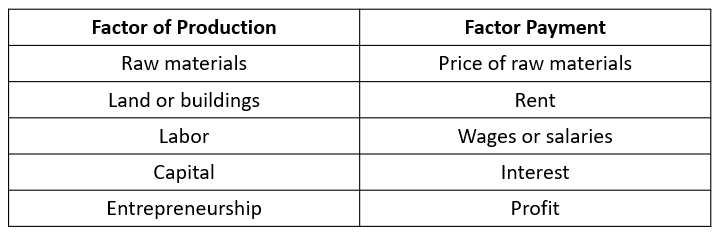 Factor of Production Factor Payment
Raw materials Price of raw materials
Land or buildings Rent
Labor Wages or salaries
Capital Interest
Entrepreneurship Profit